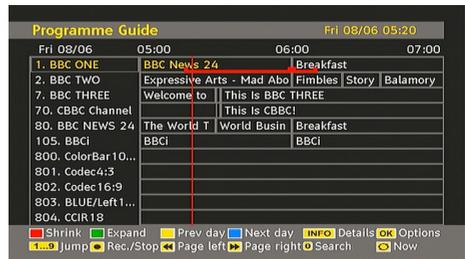 Programme Guide Fri 08/06 05:20
Fri 08/06 05:00 06:00 07:00
1. BBC ONE BBC News 24 Breakfast
2. BBC TWO Expressive Arts - Mad Abo Fimbles Story Balamory
7. BBC THREE Welcome to This Is BBC THREE
70. CBBC Channel This Is CBBC!
80. BBC NEWS 24 The World T World Busin Breakfast
105. BBCi BBCi BBCi
800. ColorBar10...
801. Codec4:3
802. Codec16:9
803. BLUE/Left1...
804. CCIR18
Shrink Expand Prev day Next day INFO Details OK Options
1...9 Jump Rec./Stop Page left Page right 0 Search Now